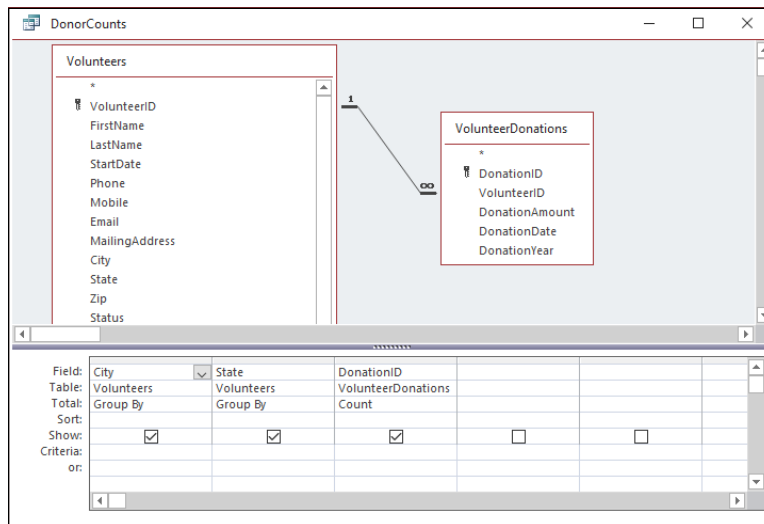 DonorCounts
Volunteers
*
VolunteerID
FirstName
LastName
StartDate
Phone
Mobile
Email
MailingAddress
City
State
Zip
Status
1
∞
VolunteerDonations
*
DonationID
VolunteerID
DonationAmount
DonationDate
DonationYear
Field: City State DonationID
Table: Volunteers Volunteers VolunteerDonations
Total: Group By Group By Count
Sort:
Show:
Criteria:
or: